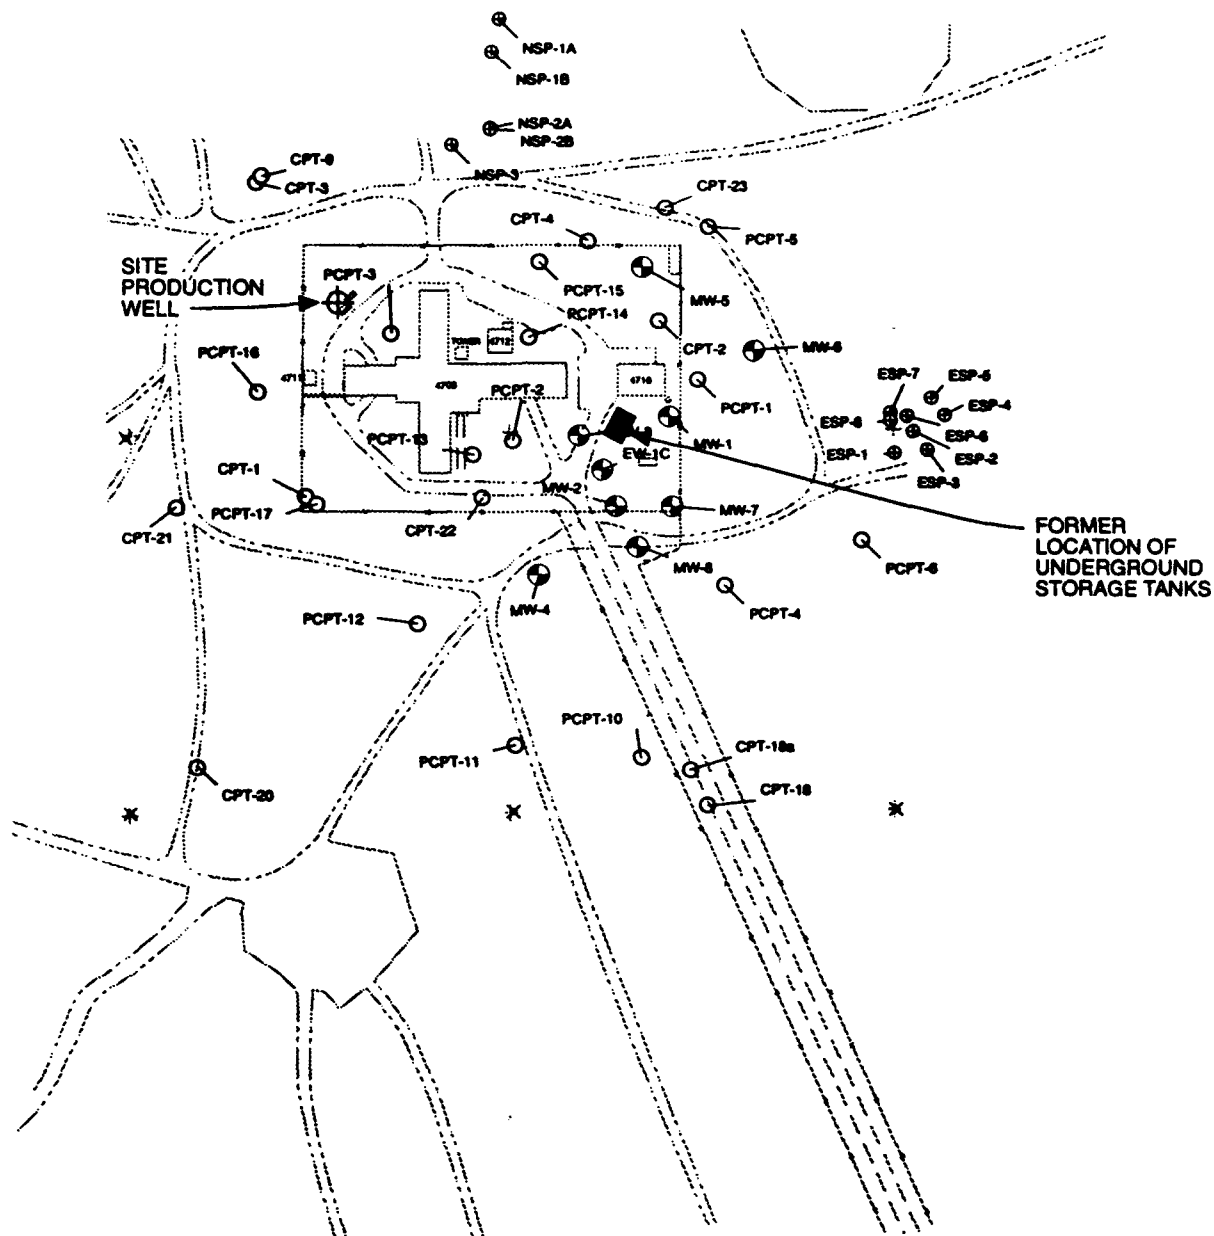 NSP-1A
NSP-1B
NSP-2A
NSP-2B
NSP-3
CPT-9
CPT-3
CPT-23
CPT-4
PCPT-5
SITE
PRODUCTION
WELL
PCPT-3
PCPT-15
MW-5
PCPT-14
TOWER
4712
CPT-2
MW-6
PCPT-16
4703
PCPT-2
4710
PCPT-1
ESP-7
ESP-5
ESP-4
ESP-6
ESP-2
ESP-1
ESP-3
PCPT-13
MW-1
CPT-1
MW-2
PCPT-17
CPT-22
MW-7
CPT-21
FORMER
LOCATION OF
UNDERGROUND
STORAGE TANKS
MW-4
PCPT-4
PCPT-6
PCPT-12
PCPT-10
PCPT-11
CPT-18a
CPT-18
CPT-20